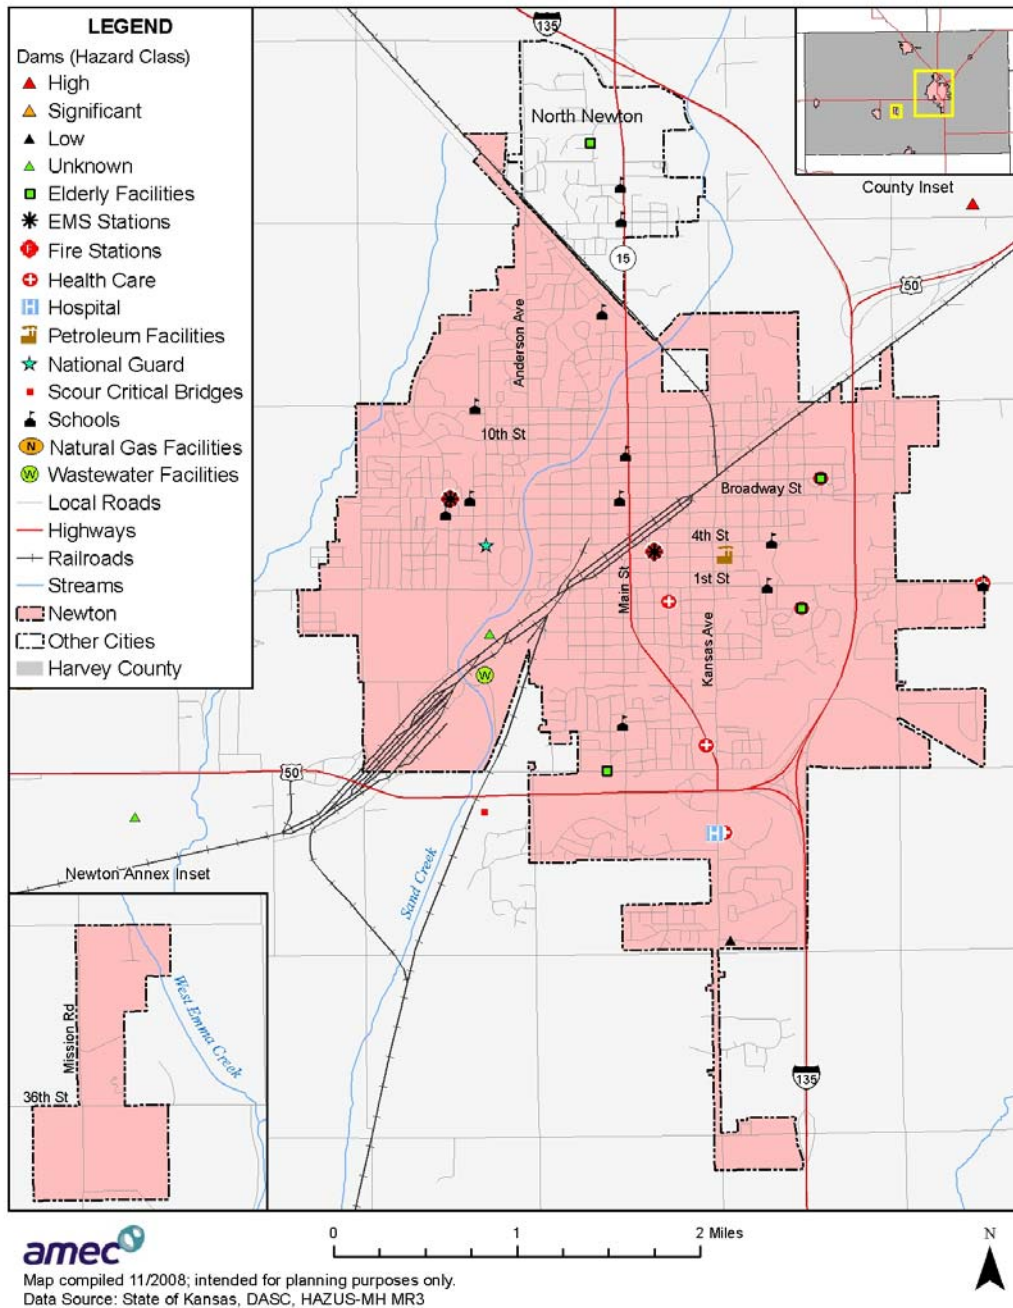 LEGEND
Dams (Hazard Class)
High
Significant
Low
Unknown
Elderly Facilities
EMS Stations
F Fire Stations
Health Care
H Hospital
Petroleum Facilities
National Guard
Scour Critical Bridges
Schools
N Natural Gas Facilities
W Wastewater Facilities
Local Roads
Highways
Railroads
Streams
Newton
Other Cities
Harvey County
135
North Newton
County Inset
15
50
Anderson Ave
10th St
Broadway St
4th St
1st St
Main St
Kansas Ave
W
50
H
Sand Creek
Newton Annex Inset
West Emma Creek
Mission Rd
36th St
135
amec
0 1 2 Miles
N
Map compiled 11/2008; intended for planning purposes only.
Data Source: State of Kansas, DASC, HAZUS-MH MR3